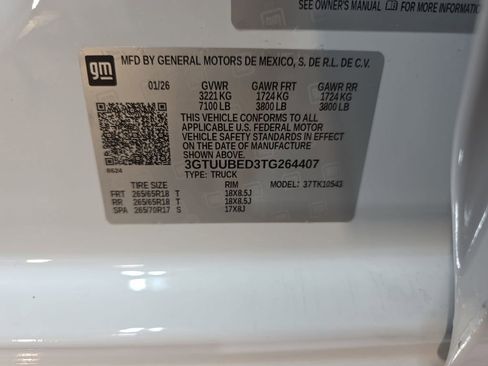 SEE OWNER'S MANUAL FOR MORE INFORMATION
gm
MFD BY GENERAL MOTORS DE MEXICO, S. DE R.L. DE C.V.
01/26 GVWR GAWR FRT GAWR RR
3221 KG 1724 KG 1724 KG
7100 LB 3800 LB 3800 LB
THIS VEHICLE CONFORMS TO ALL
APPLICABLE U.S. FEDERAL MOTOR
VEHICLE SAFETY STANDARDS IN EFFECT
ON THE DATE OF MANUFACTURE
SHOWN ABOVE.
3GTUUBED3TG264407
8624 TYPE: TRUCK
TIRE SIZE RIM MODEL: 37TK10543
FRT 265/65R18 T 18X8.5J
RR 265/65R18 T 18X8.5J
SPA 265/70R17 S 17X8J